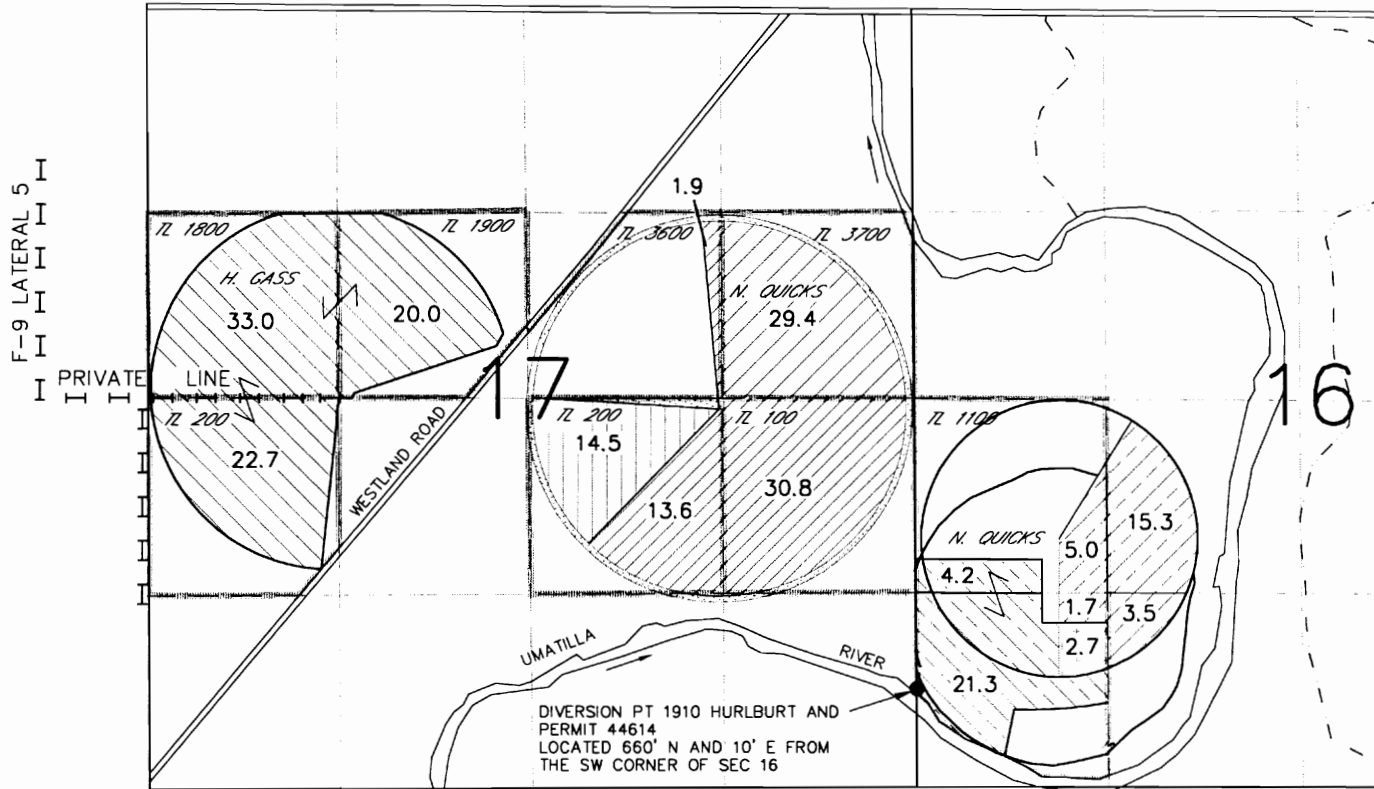 F-9 LATERAL 5
1.9
TL 1800
TL 1900
TL 3600
TL 3700
H. GASS
33.0
20.0
N. QUICKS
29.4
PRIVATE LINE
17
16
TL 200
22.7
WESTLAND ROAD
TL 200
TL 100
TL 1100
14.5
13.6
30.8
N. QUICKS
5.0
15.3
4.2
1.7
3.5
2.7
21.3
UMATILLA RIVER
DIVERSION PT 1910 HURLBURT AND
PERMIT 44614
LOCATED 660' N AND 10' E FROM
THE SW CORNER OF SEC 16